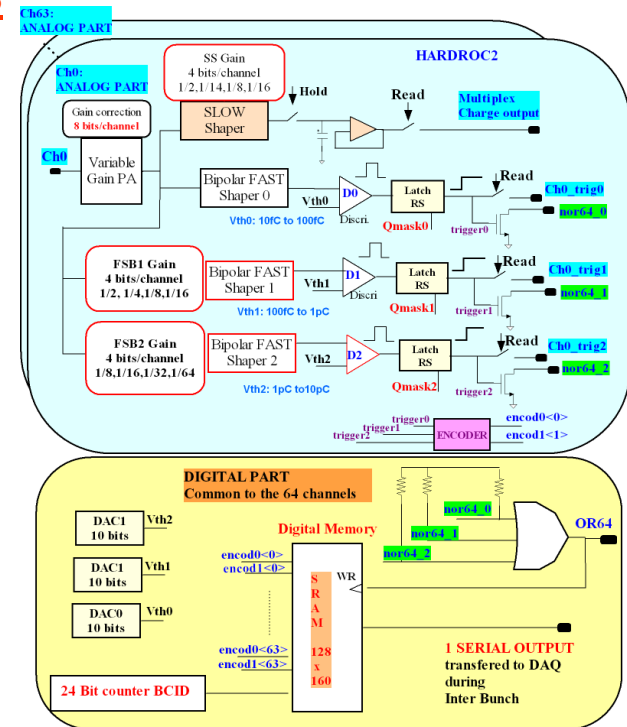 Ch63:
ANALOG PART
HARDROC2
SS Gain
4 bits/channel
1/2,1/14,1/8,1/16
Ch0:
ANALOG PART
Gain correction
8 bits/channel
SLOW
Shaper
Hold
Read
Multiplex
Charge output
Ch0
Variable
Gain PA
Bipolar FAST
Shaper 0
Vth0
D0
Discri.
Latch
RS
Qmask0
Read
Ch0_trig0
nor64_0
trigger0
Vth0: 10fC to 100fC
FSB1 Gain
4 bits/channel
1/2, 1/4,1/8,1/16
Bipolar FAST
Shaper 1
Vth1
D1
Discri
Latch
RS
Qmask1
Read
Ch0_trig1
nor64_1
trigger1
Vth1: 100fC to 1pC
FSB2 Gain
4 bits/channel
1/8,1/16,1/32,1/64
Bipolar FAST
Shaper 2
Vth2
D2
Latch
RS
Qmask2
Read
Ch0_trig2
nor64_2
trigger2
Vth2: 1pC to10pC
trigger0
trigger1
trigger2
ENCODER
encod0<0>
encod1<1>
DIGITAL PART
Common to the 64 channels
DAC1
10 bits
Vth2
DAC1
10 bits
Vth1
DAC0
10 bits
Vth0
Digital Memory
encod0<0>
encod1<0>
encod0<63>
encod1<63>
S
R
A
M
128
x
160
WR
nor64_0
nor64_1
nor64_2
OR64
1 SERIAL OUTPUT
transfered to DAQ
during
Inter Bunch
24 Bit counter BCID